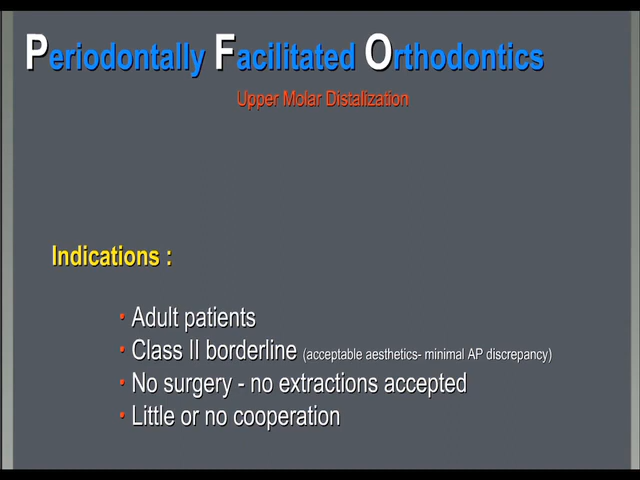 Periodontally Facilitated Orthodontics
Upper Molar Distalization
Indications :
• Adult patients
• Class II borderline (acceptable aesthetics- minimal AP discrepancy)
• No surgery - no extractions accepted
• Little or no cooperation